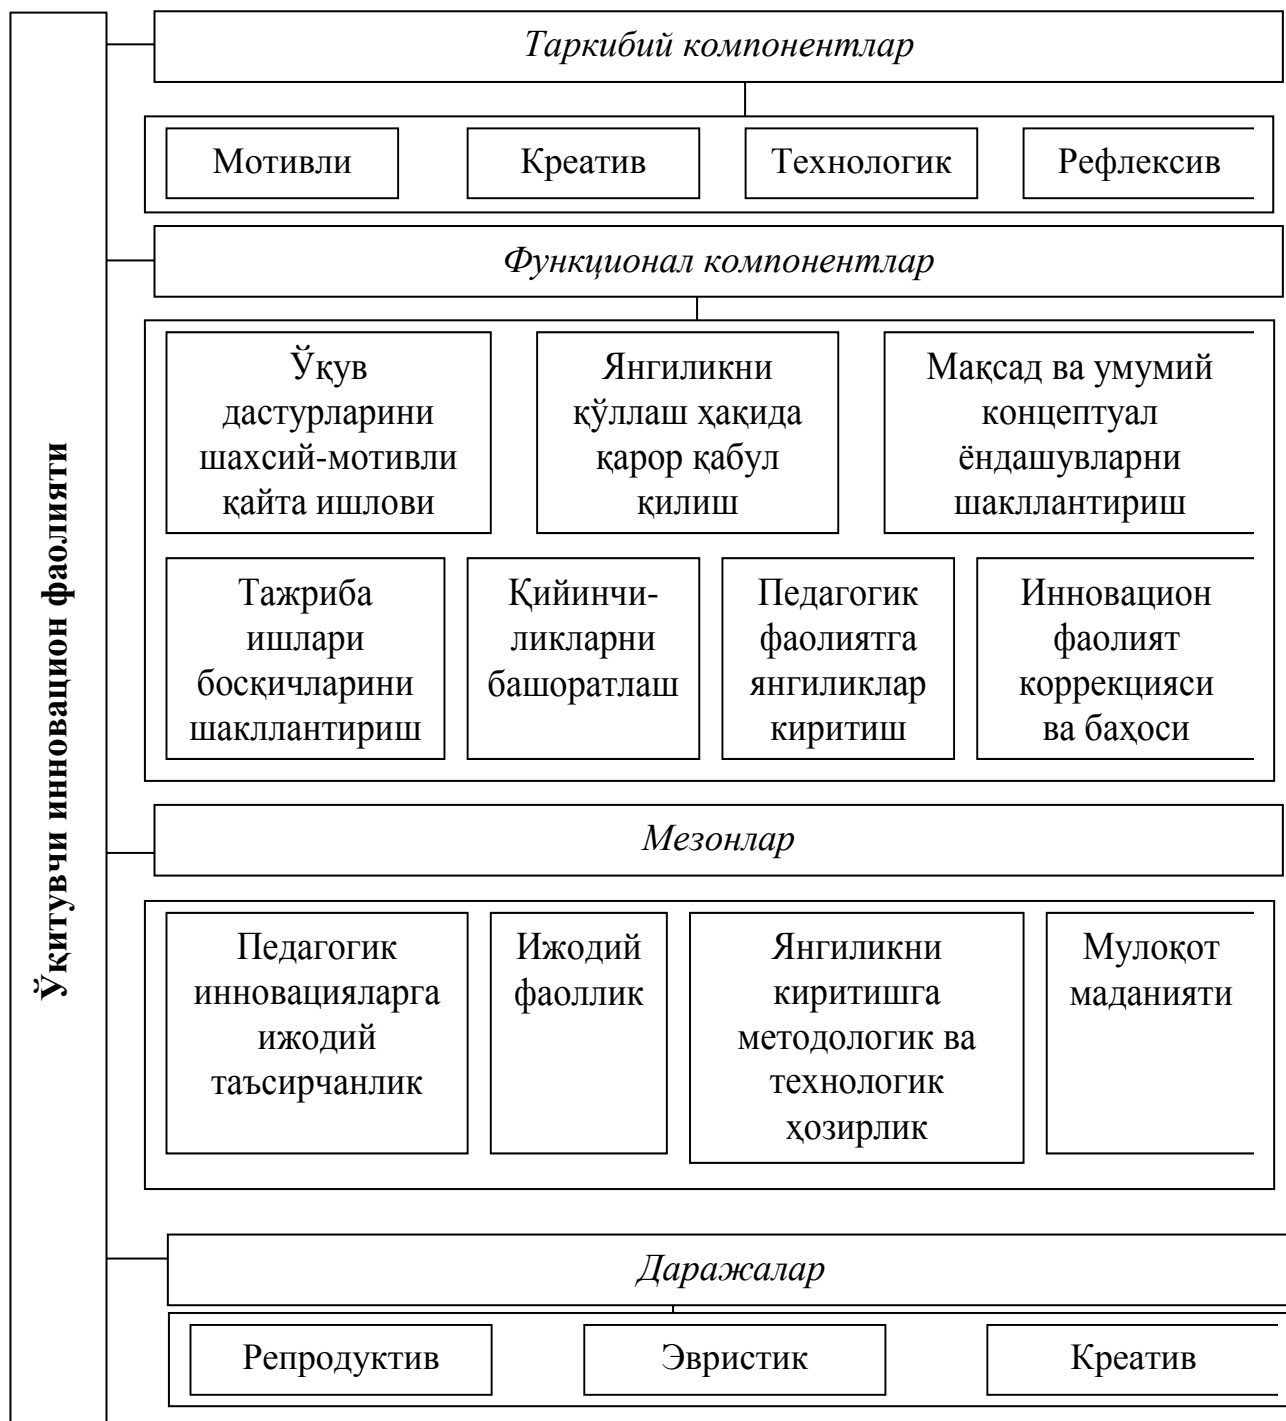 Ўқитувчи инновацион фаолияти
Таркибий компонентлар
Мотивли
Креатив
Технологик
Рефлексив
Функционал компонентлар
Ўқув
дастурларини
шахсий-мотивли
қайта ишлови
Янгиликни
қўллаш ҳақида
қарор қабул
қилиш
Мақсад ва умумий
концептуал
ёндашувларни
шакллантириш
Тажриба
ишлари
босқичларини
шакллантириш
Қийинчи-
ликларни
башоратлаш
Педагогик
фаолиятга
янгиликлар
киритиш
Инновацион
фаолият
коррекцияси
ва баҳоси
Мезонлар
Педагогик
инновацияларга
ижодий
таъсирчанлик
Ижодий
фаоллик
Янгиликни
киритишга
методологик ва
технологик
ҳозирлик
Мулоқот
маданияти
Даражалар
Репродуктив
Эвристик
Креатив